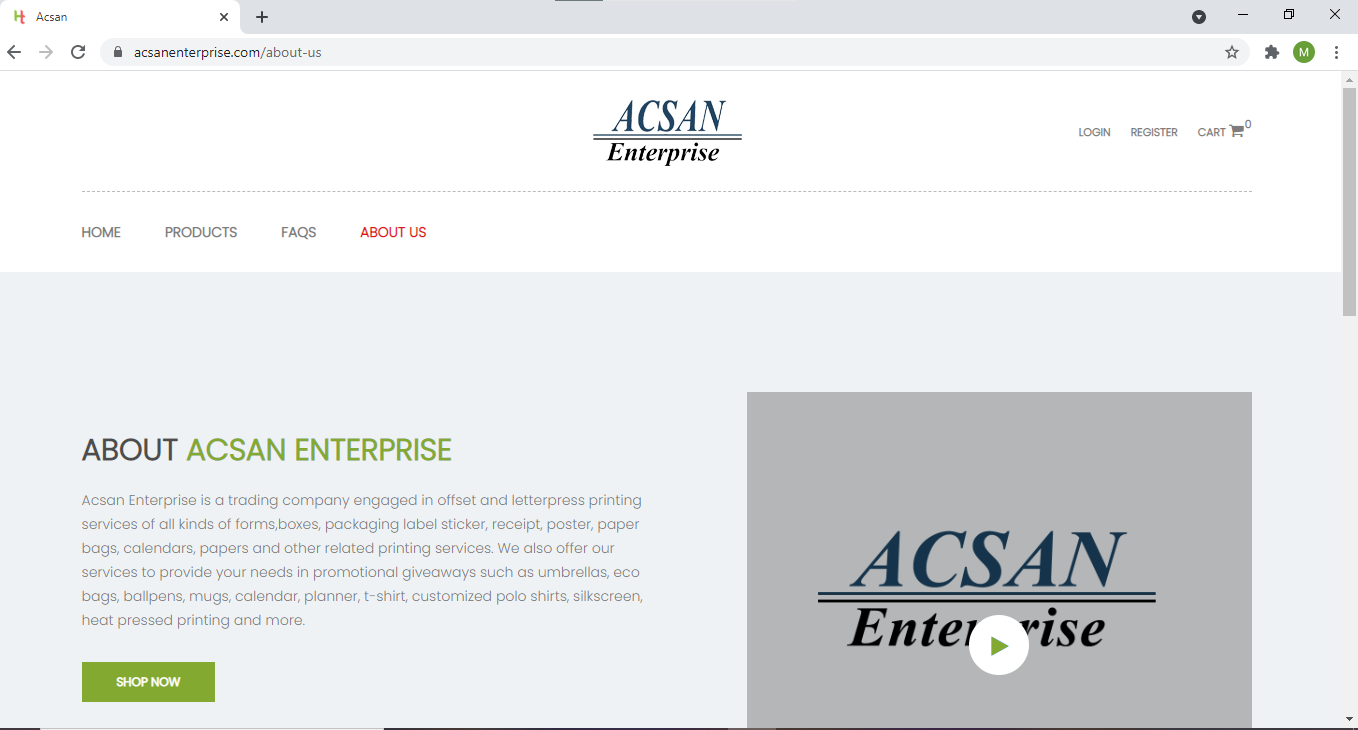 Acsan
acsanenterprise.com/about-us
M
ACSAN
Enterprise
LOGIN REGISTER CART 0
HOME PRODUCTS FAQS ABOUT US
ABOUT ACSAN ENTERPRISE
Acsan Enterprise is a trading company engaged in offset and letterpress printing
services of all kinds of forms,boxes, packaging label sticker, receipt, poster, paper
bags, calendars, papers and other related printing services. We also offer our
services to provide your needs in promotional giveaways such as umbrellas, eco
bags, ballpens, mugs, calendar, planner, t-shirt, customized polo shirts, silkscreen,
heat pressed printing and more.
SHOP NOW
ACSAN
Enterprise